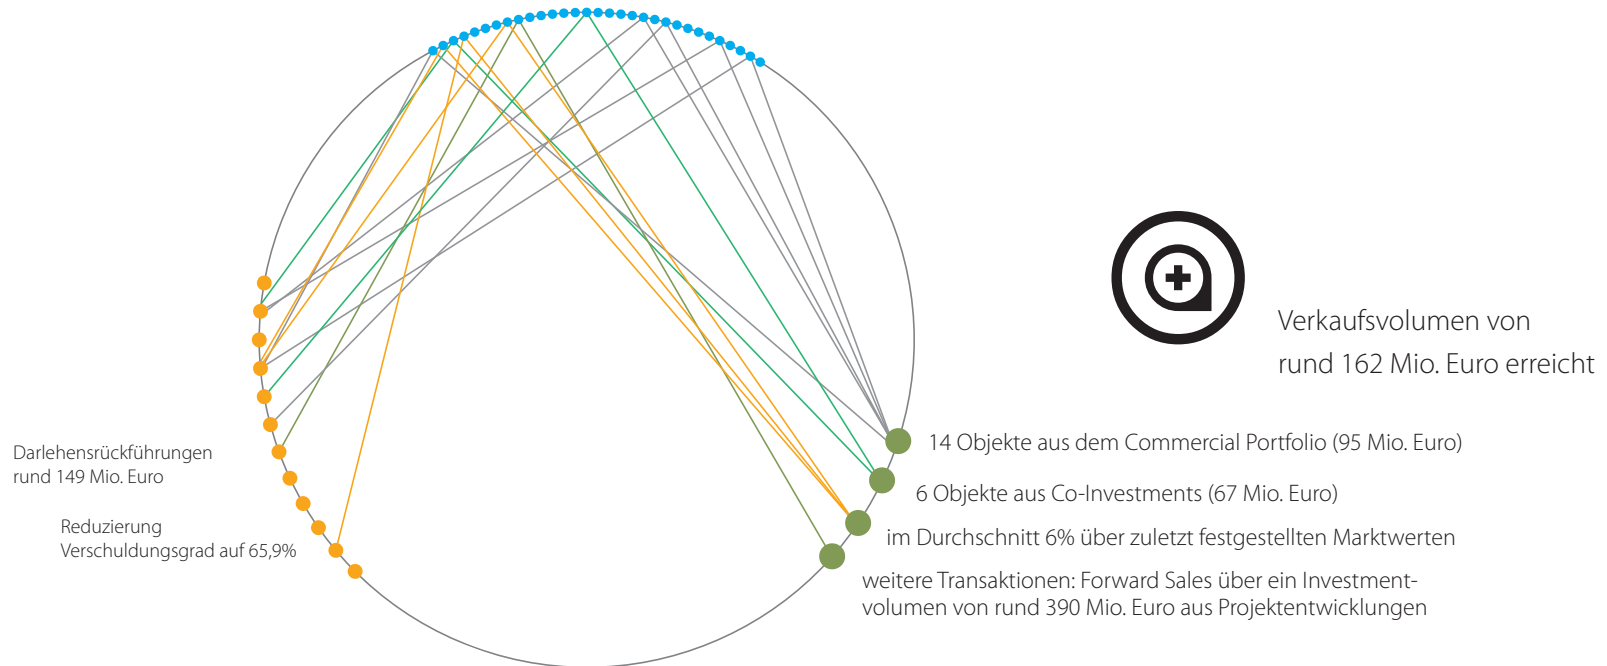 Verkaufsvolumen von
rund 162 Mio. Euro erreicht
14 Objekte aus dem Commercial Portfolio (95 Mio. Euro)
6 Objekte aus Co-Investments (67 Mio. Euro)
im Durchschnitt 6% über zuletzt festgestellten Marktwerten
weitere Transaktionen: Forward Sales über ein Investment-
volumen von rund 390 Mio. Euro aus Projektentwicklungen
Darlehensrückführungen
rund 149 Mio. Euro
Reduzierung
Verschuldungsgrad auf 65,9%